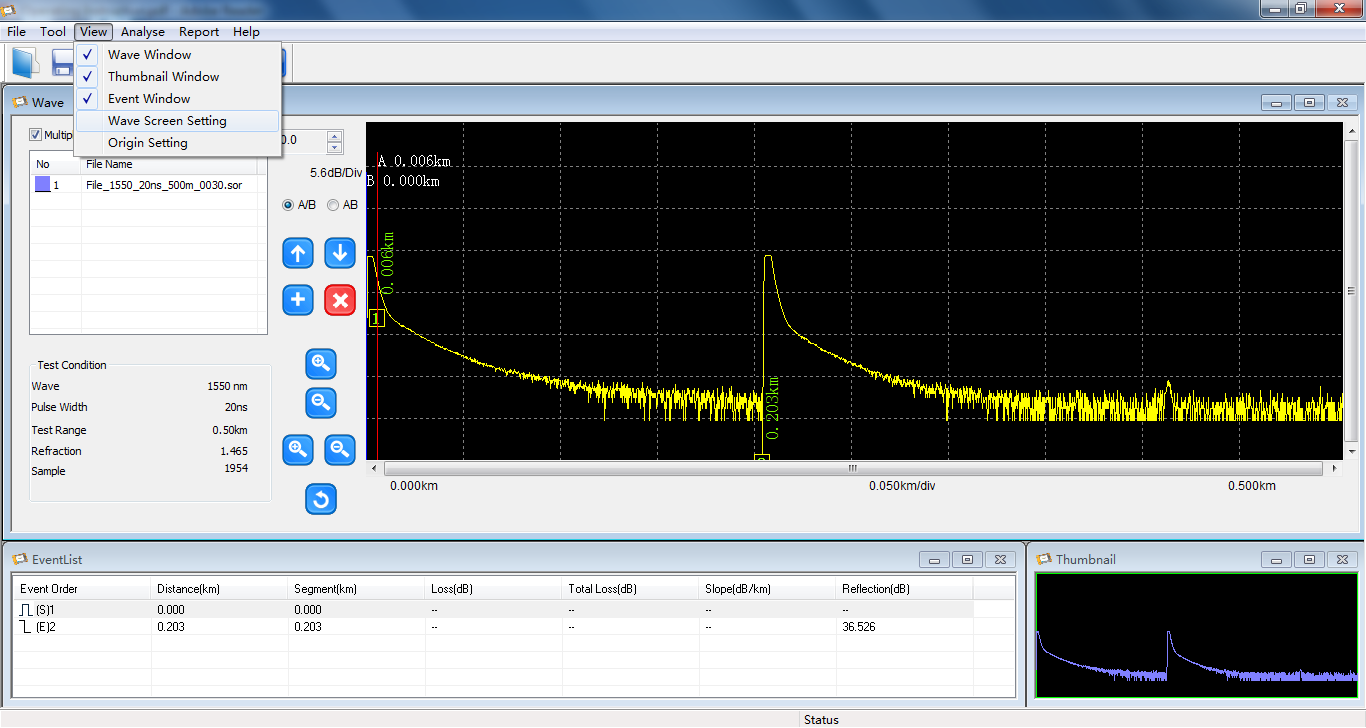 File Tool View Analyse Report Help
Wave Window
Thumbnail Window
Event Window
Wave Screen Setting
Origin Setting
Wave
Multip
0.0
No File Name
1 File_1550_20ns_500m_0030.sor
5.6dB/Div
A/B AB
Test Condition
Wave 1550 nm
Pulse Width 20ns
Test Range 0.50km
Refraction 1.465
Sample 1954
A 0.006km
B 0.000km
0.006km
1
0.203km
0.000km 0.050km/div 0.500km
EventList
Event Order Distance(km) Segment(km) Loss(dB) Total Loss(dB) Slope(dB/km) Reflection(dB)
(S)1 0.000 0.000 -- -- -- --
(E)2 0.203 0.203 -- -- -- 36.526
Thumbnail
Status